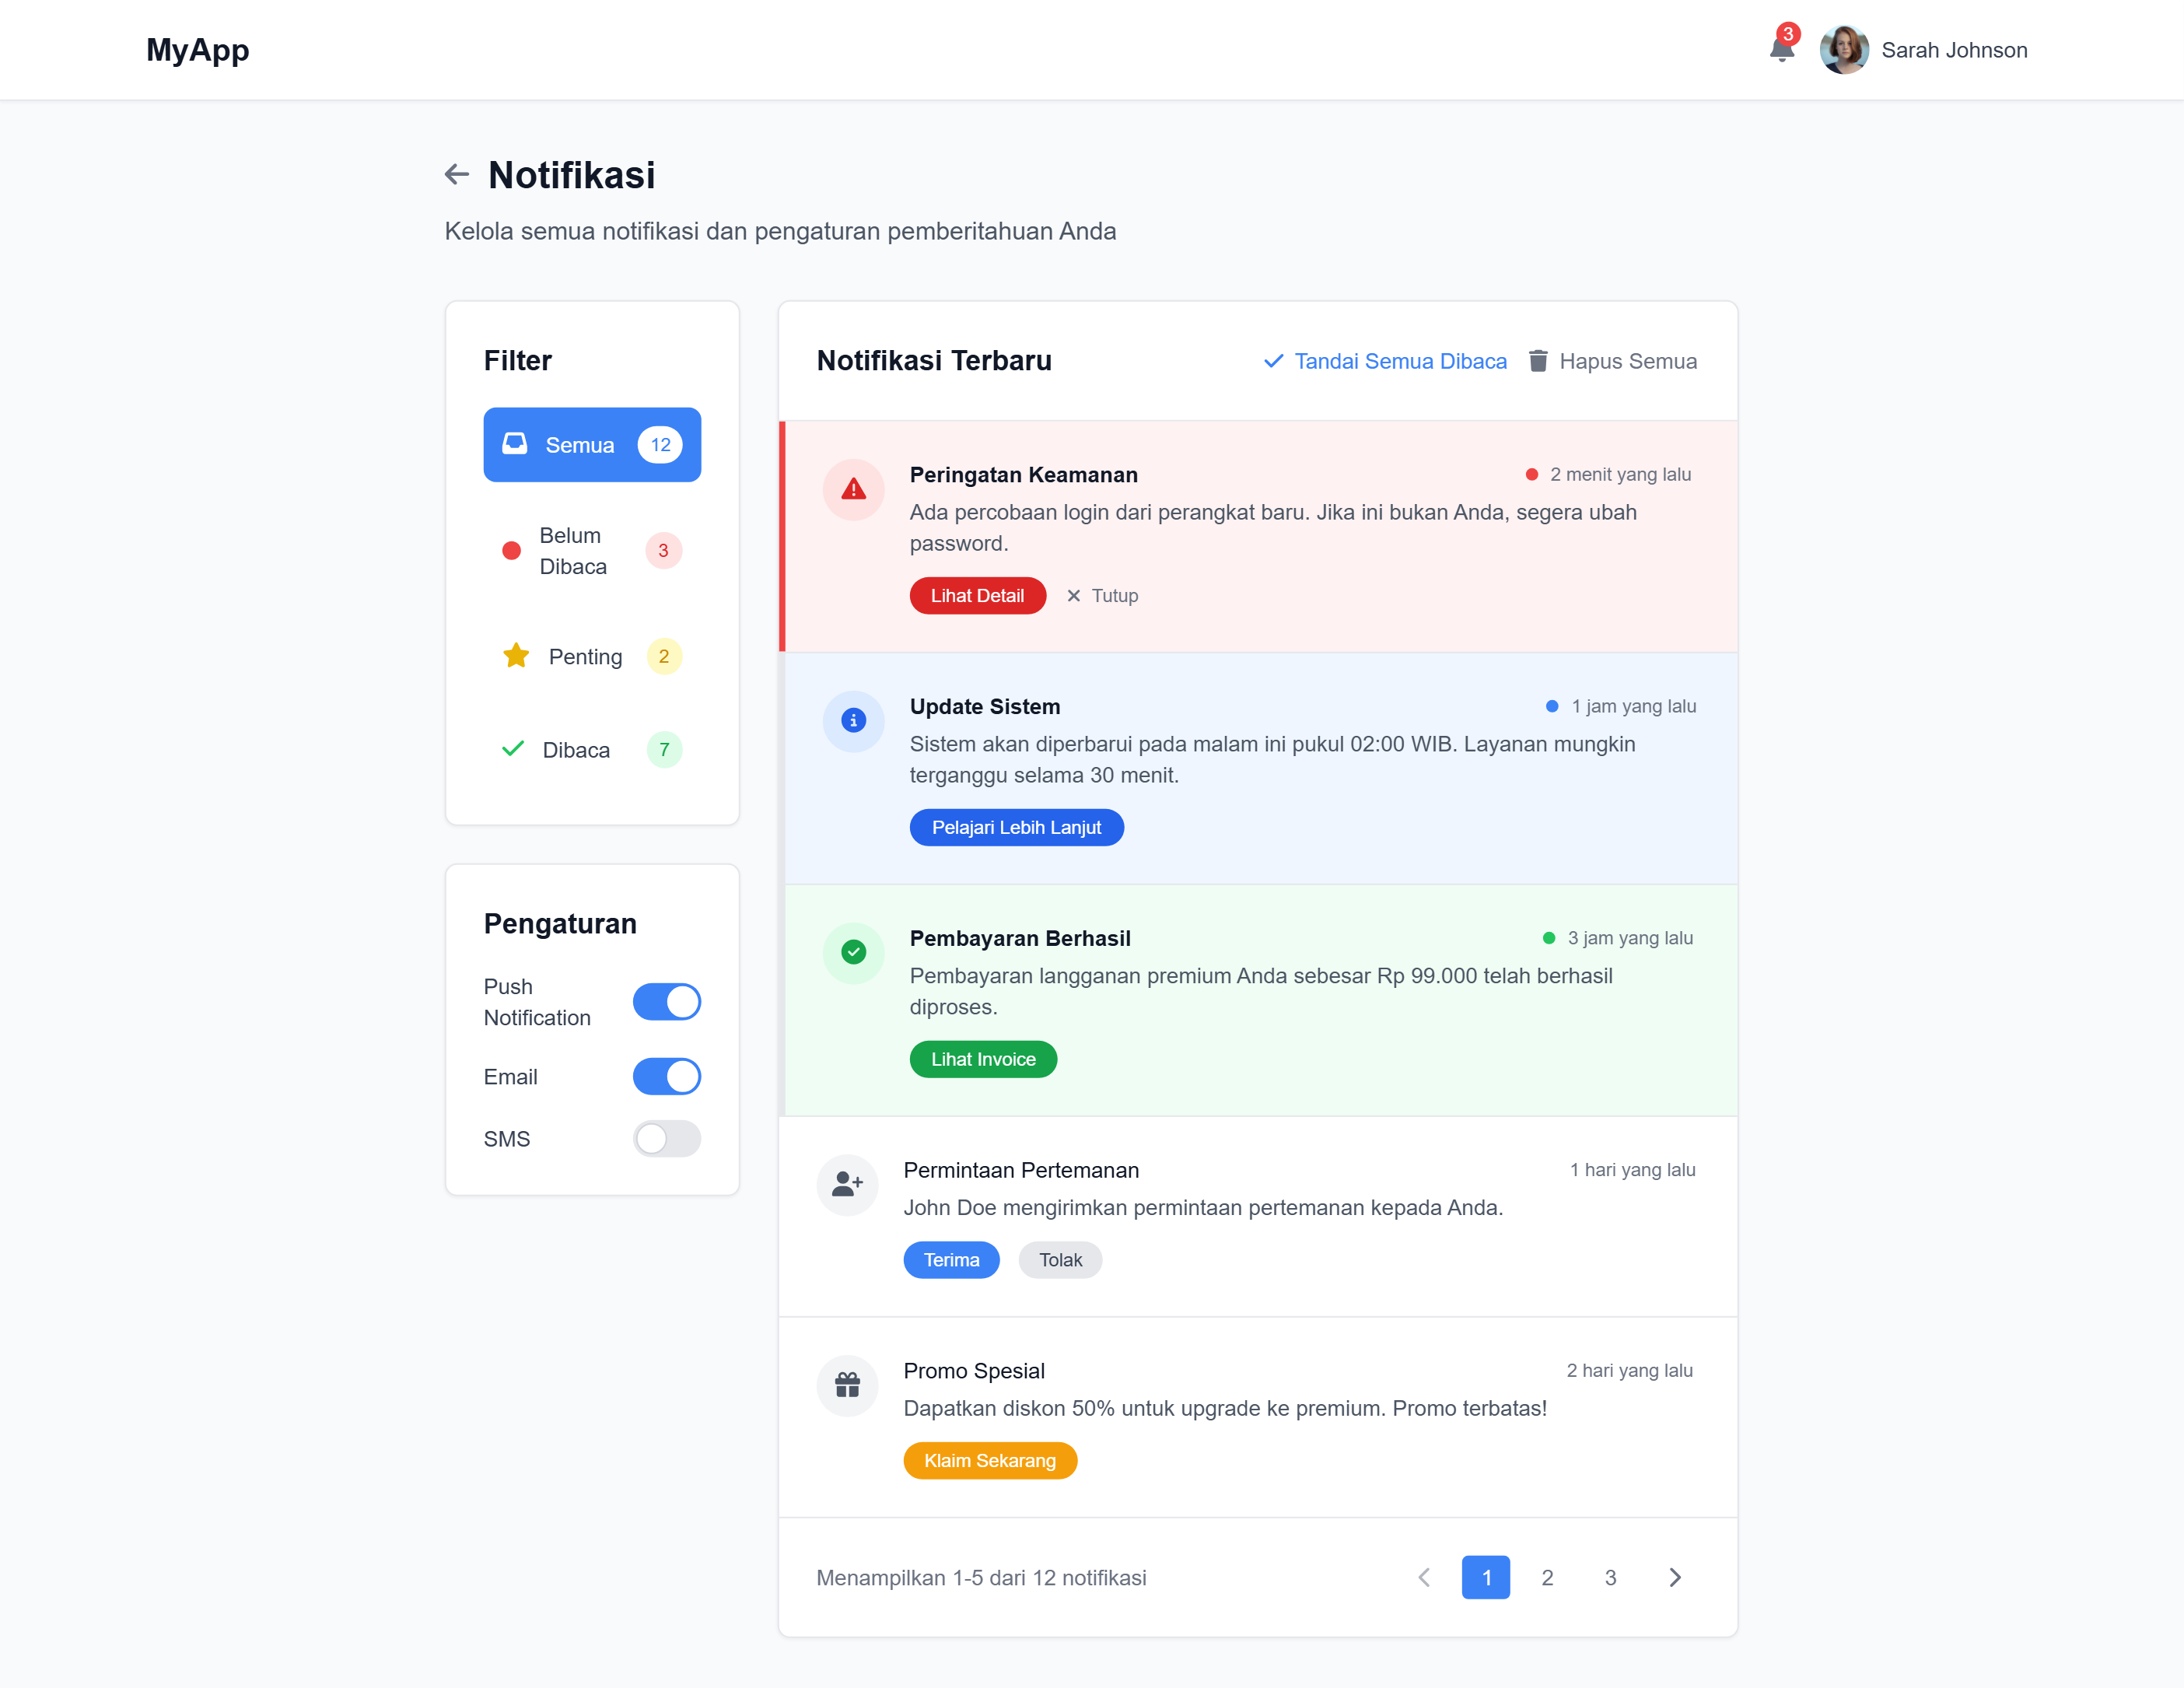 MyApp
3
Sarah Johnson
Notifikasi
Kelola semua notifikasi dan pengaturan pemberitahuan Anda
Filter
Semua 12
Belum
Dibaca
3
Penting 2
Dibaca 7
Pengaturan
Push
Notification
Email
SMS
Notifikasi Terbaru
Tandai Semua Dibaca
Hapus Semua
Peringatan Keamanan
2 menit yang lalu
Ada percobaan login dari perangkat baru. Jika ini bukan Anda, segera ubah
password.
Lihat Detail
Tutup
Update Sistem
1 jam yang lalu
Sistem akan diperbarui pada malam ini pukul 02:00 WIB. Layanan mungkin
terganggu selama 30 menit.
Pelajari Lebih Lanjut
Pembayaran Berhasil
3 jam yang lalu
Pembayaran langganan premium Anda sebesar Rp 99.000 telah berhasil
diproses.
Lihat Invoice
Permintaan Pertemanan
1 hari yang lalu
John Doe mengirimkan permintaan pertemanan kepada Anda.
Terima
Tolak
Promo Spesial
2 hari yang lalu
Dapatkan diskon 50% untuk upgrade ke premium. Promo terbatas!
Klaim Sekarang
Menampilkan 1-5 dari 12 notifikasi
1 2 3